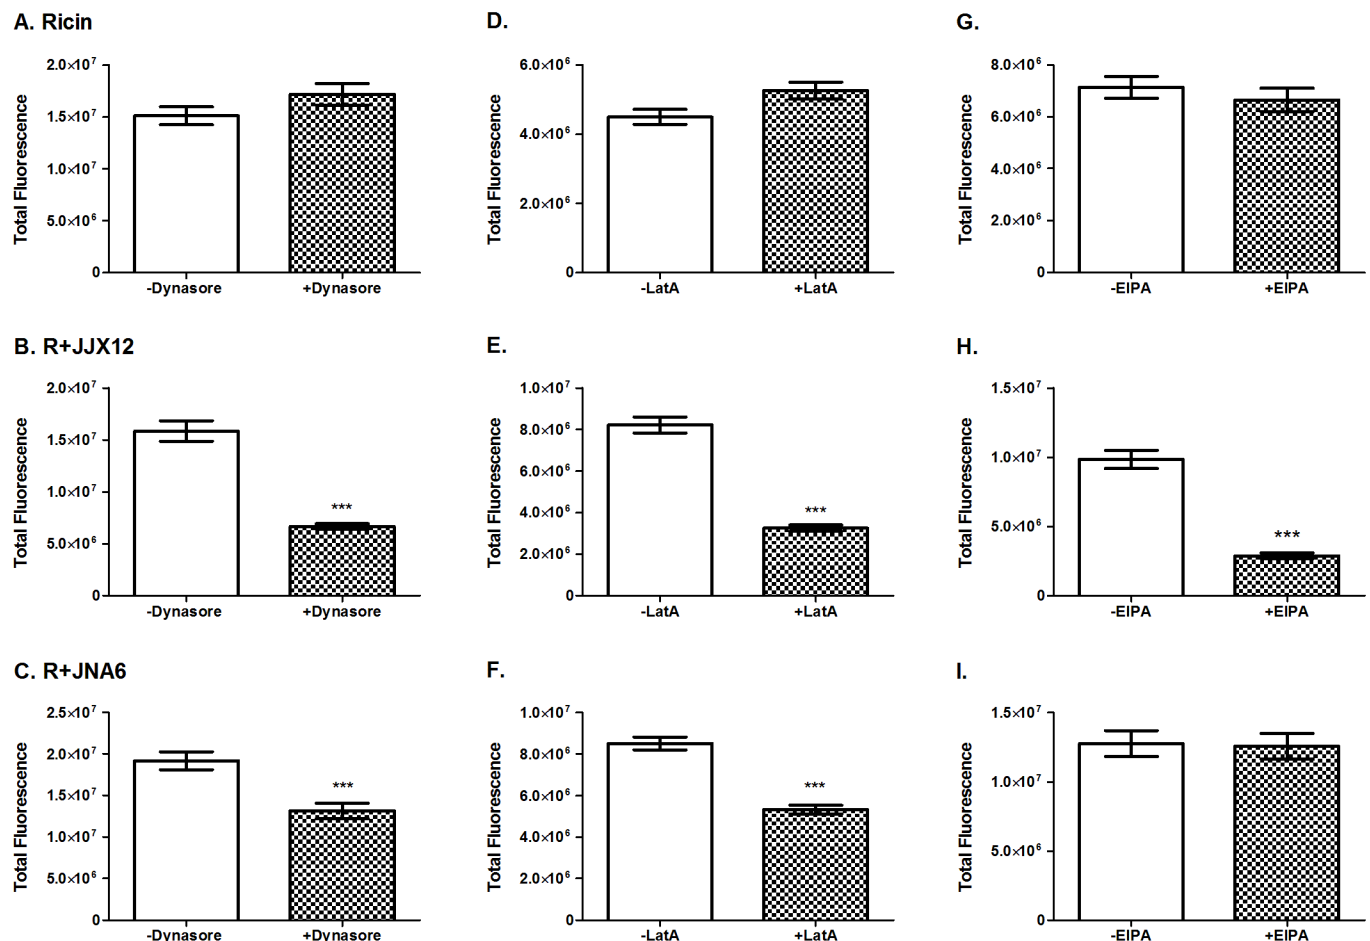 A. Ricin
Total Fluorescence
2.0×10⁷
1.5×10⁷
1.0×10⁷
5.0×10⁶
0
-Dynasore
+Dynasore
D.
Total Fluorescence
6.0×10⁶
4.0×10⁶
2.0×10⁶
0
-LatA
+LatA
G.
Total Fluorescence
8.0×10⁶
6.0×10⁶
4.0×10⁶
2.0×10⁶
0
-EIPA
+EIPA
B. R+JJX12
Total Fluorescence
2.0×10⁷
1.5×10⁷
1.0×10⁷
5.0×10⁶
0
***
-Dynasore
+Dynasore
E.
Total Fluorescence
1.0×10⁷
8.0×10⁶
6.0×10⁶
4.0×10⁶
2.0×10⁶
0
***
-LatA
+LatA
H.
Total Fluorescence
1.5×10⁷
1.0×10⁷
5.0×10⁶
0
***
-EIPA
+EIPA
C. R+JNA6
Total Fluorescence
2.5×10⁷
2.0×10⁷
1.5×10⁷
1.0×10⁷
5.0×10⁶
0
***
-Dynasore
+Dynasore
F.
Total Fluorescence
1.0×10⁷
8.0×10⁶
6.0×10⁶
4.0×10⁶
2.0×10⁶
0
***
-LatA
+LatA
I.
Total Fluorescence
1.5×10⁷
1.0×10⁷
5.0×10⁶
0
-EIPA
+EIPA